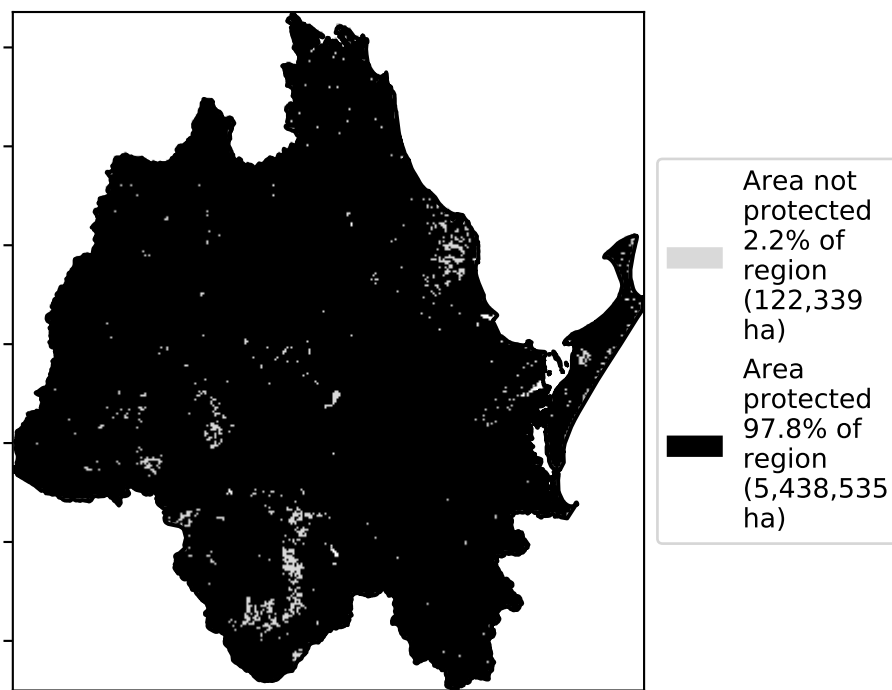 Area not
protected
2.2% of
region
(122,339
ha)
Area
protected
97.8% of
region
(5,438,535
ha)